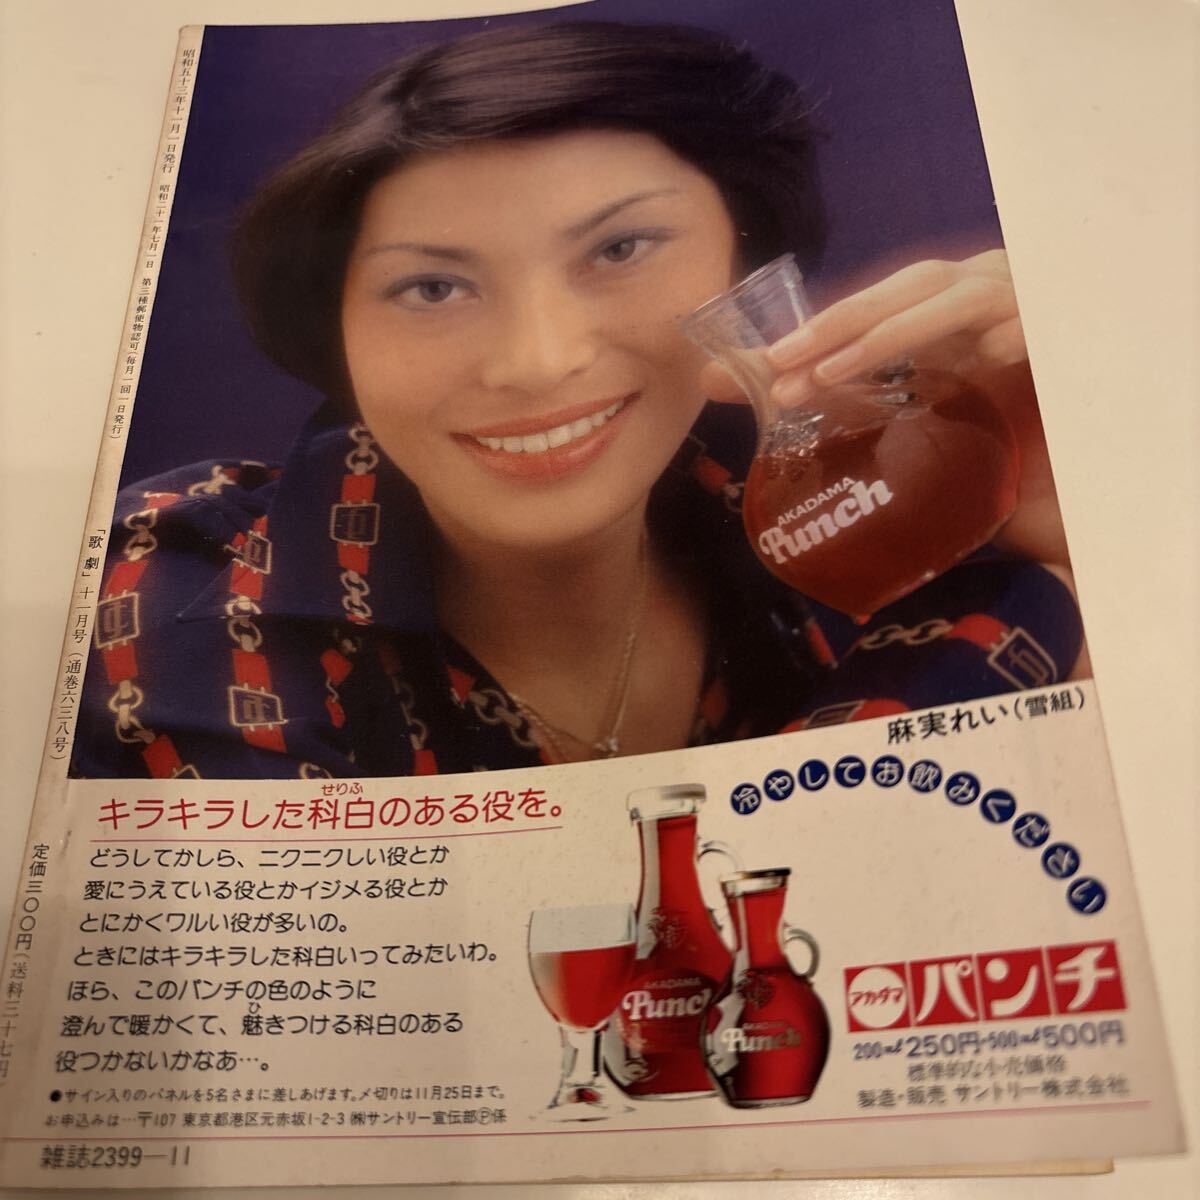 昭和五十三年十一月一日発行　昭和二十一年七月一日　第三種郵便物認可（毎月一回一日発行）
「歌劇」十一月号（通巻六三八号）
定価三〇〇円（送料三十七円
AKADAMA
Punch
麻実れい（雪組）
冷やしてお飲みください
せりふ
キラキラした科白のある役を。
どうしてかしら、ニクニクしい役とか
愛にうえている役とかイジメる役とか
とにかくワルい役が多いの。
ときにはキラキラした科白いってみたいわ。
ほら、このパンチの色のように
ひ
澄んで暖かくて、魅きつける科白のある
役つかないかなあ…。
●サイン入りのパネルを5名さまに差しあげます。〆切りは11月25日まで。
お申込みは…〒107 東京都港区元赤坂1-2-3 ㈱サントリー宣伝部Ⓟ係
AKADAMA
Punch
AKADAMA
Punch
アカダマ パンチ
200ml 250円・500ml 500円
標準的な小売価格
製造・販売 サントリー株式会社
雑誌2399—11